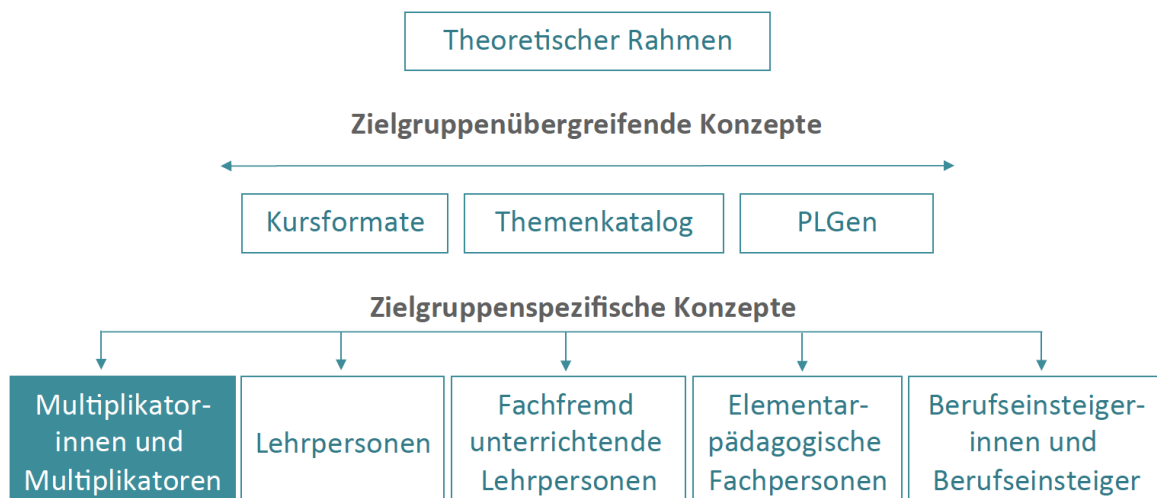 Theoretischer Rahmen
Zielgruppenübergreifende Konzepte
Kursformate
Themenkatalog
PLGen
Zielgruppenspezifische Konzepte
Multiplikator-
innen und
Multiplikatoren
Lehrpersonen
Fachfremd
unterrichtende
Lehrpersonen
Elementar-
pädagogische
Fachpersonen
Berufseinsteiger-
innen und
Berufseinsteiger